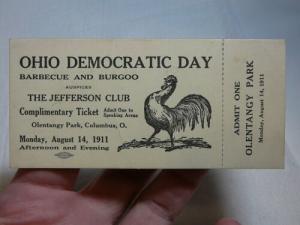 OHIO DEMOCRATIC DAY
BARBECUE AND BURGOO
AUSPICES
THE JEFFERSON CLUB
Complimentary Ticket Admit One to
Speaking Arena
Olentangy Park, Columbus, O.
Monday, August 14, 1911
Afternoon and Evening
ADMIT ONE
OLENTANGY PARK
Monday, August 14, 1911